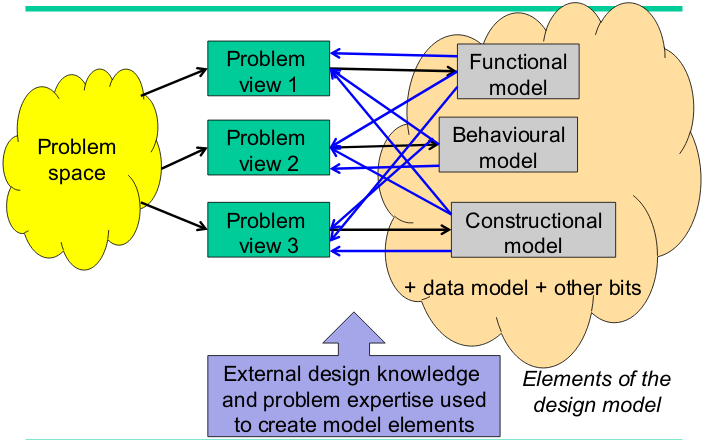 Problem
space
Problem
view 1
Problem
view 2
Problem
view 3
Functional
model
Behavioural
model
Constructional
model
+ data model + other bits
External design knowledge
and problem expertise used
to create model elements
Elements of the
design model